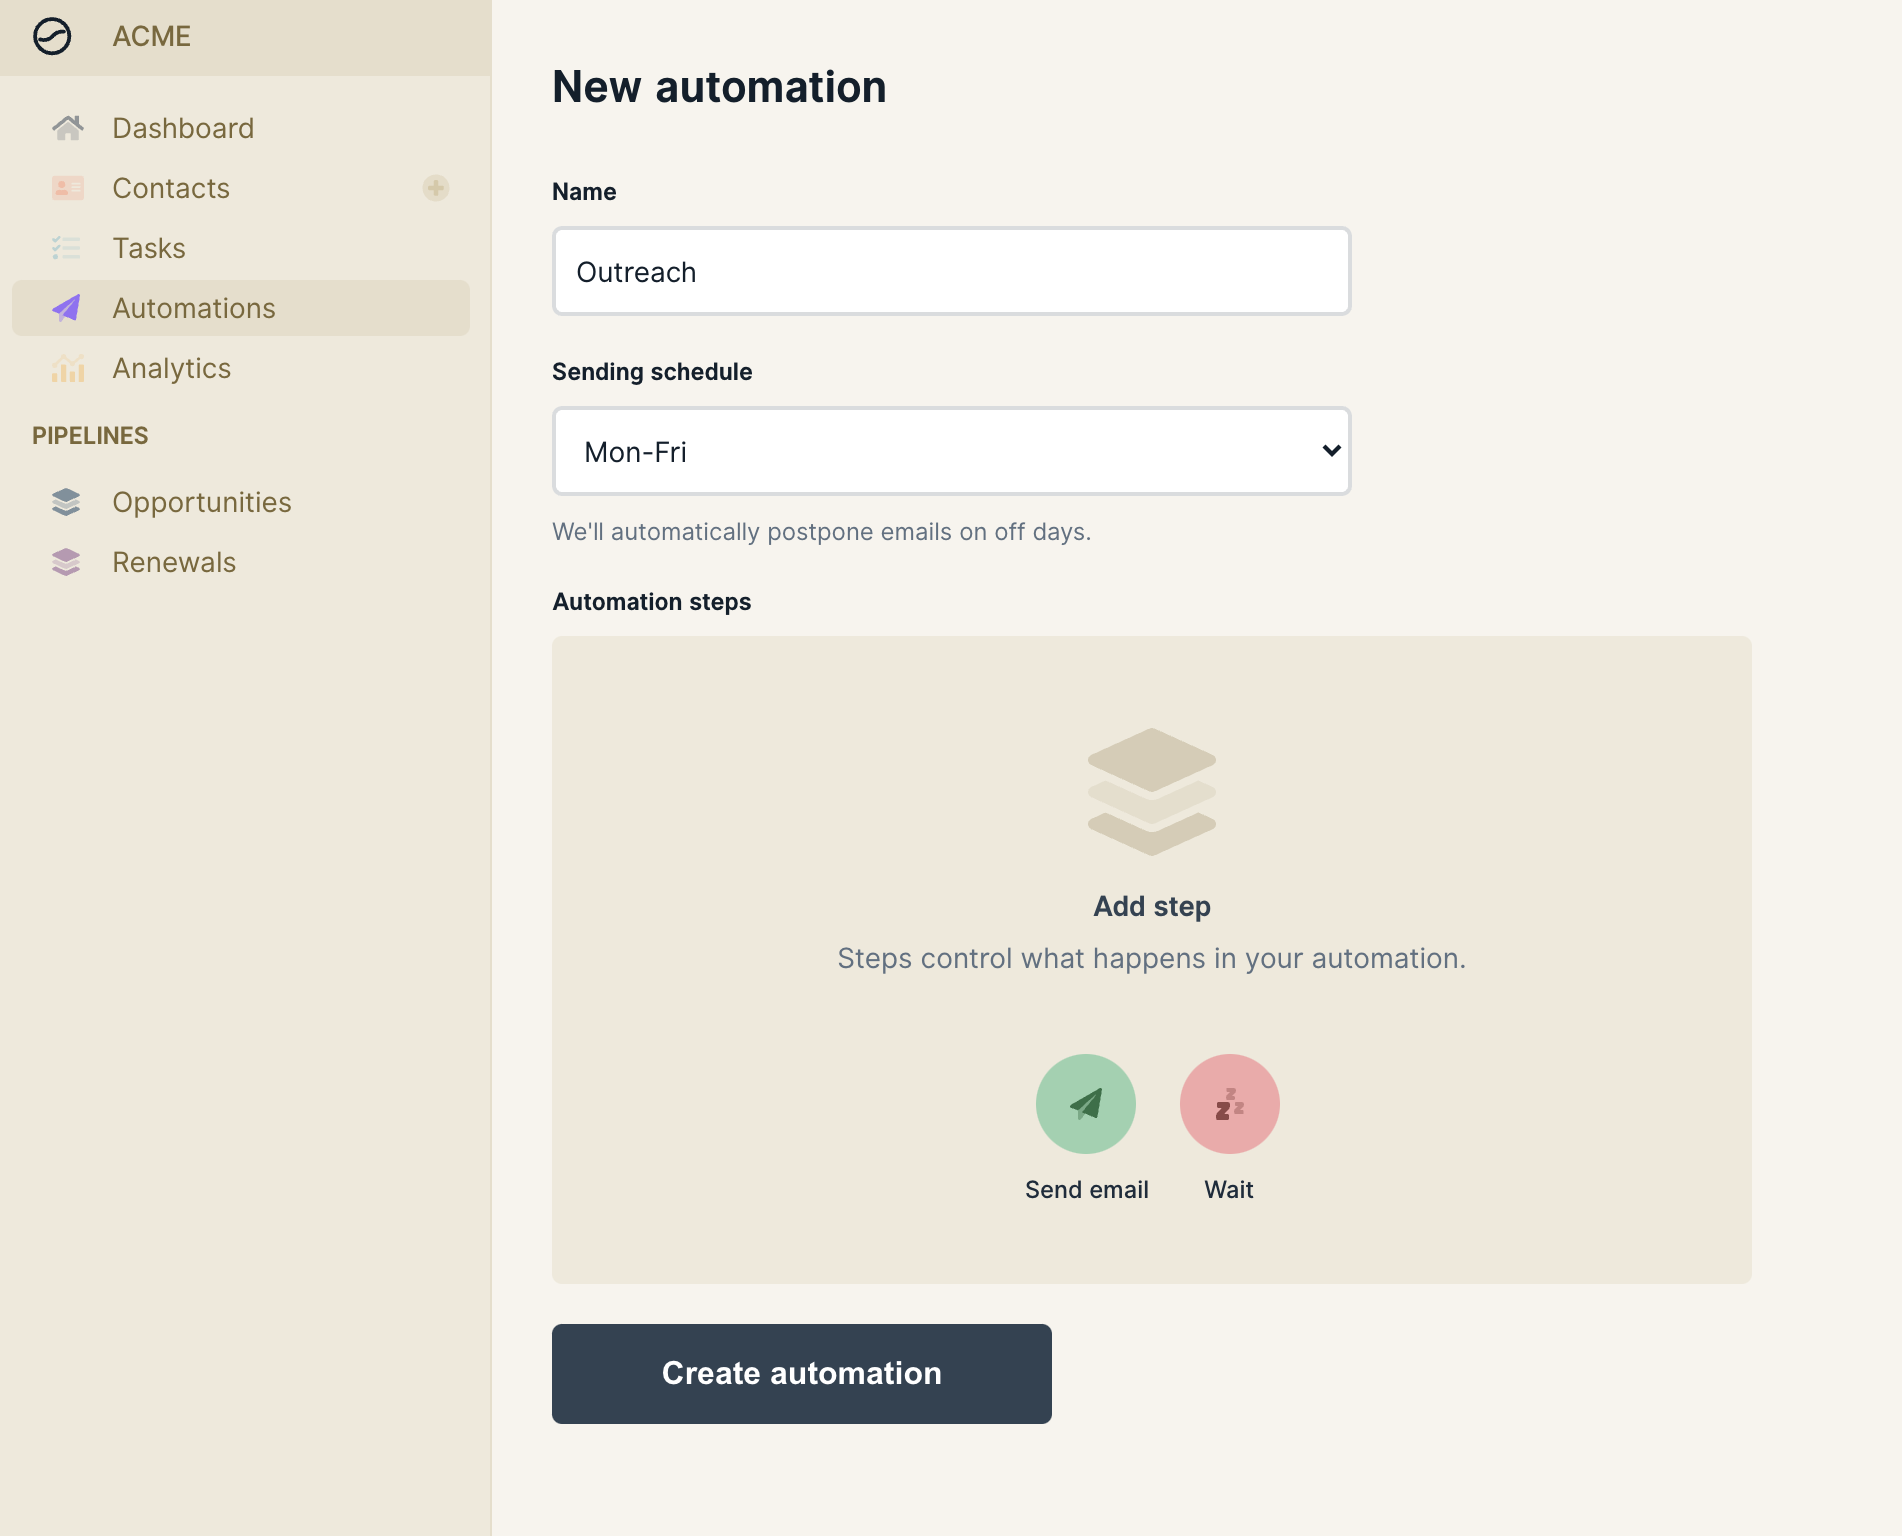 ACME
Dashboard
Contacts
Tasks
Automations
Analytics
PIPELINES
Opportunities
Renewals
New automation
Name
Outreach
Sending schedule
Mon-Fri
We'll automatically postpone emails on off days.
Automation steps
Add step
Steps control what happens in your automation.
Send email
Wait
Create automation